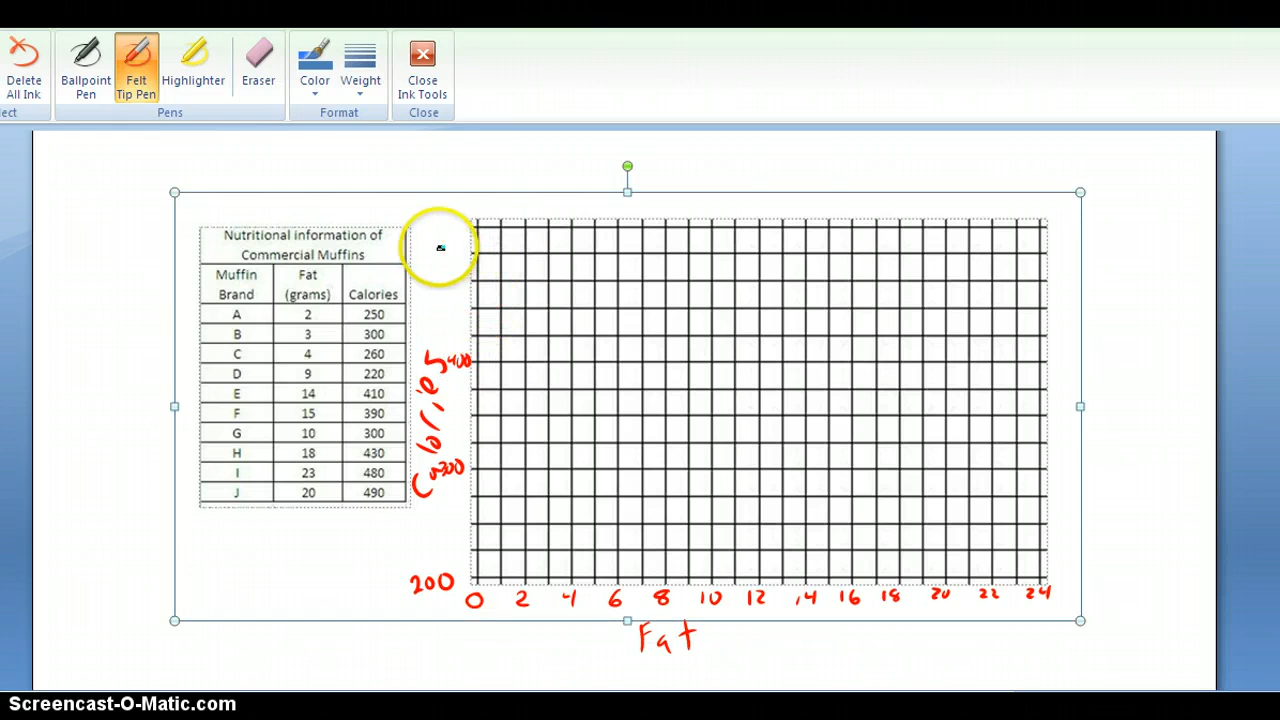 Delete
All Ink
Ballpoint
Pen
Felt
Tip Pen
Highlighter
Eraser
Color
Weight
Close
Ink Tools
lect
Pens
Format
Close
Nutritional information of
Commercial Muffins
Muffin Brand Fat (grams) Calories
A 2 250
B 3 300
C 4 260
D 9 220
E 14 410
F 15 390
G 10 300
H 18 430
I 23 480
J 20 490
Calories
400
300
200
0 2 4 6 8 10 12 14 16 18 20 22 24
Fat
Screencast-O-Matic.com